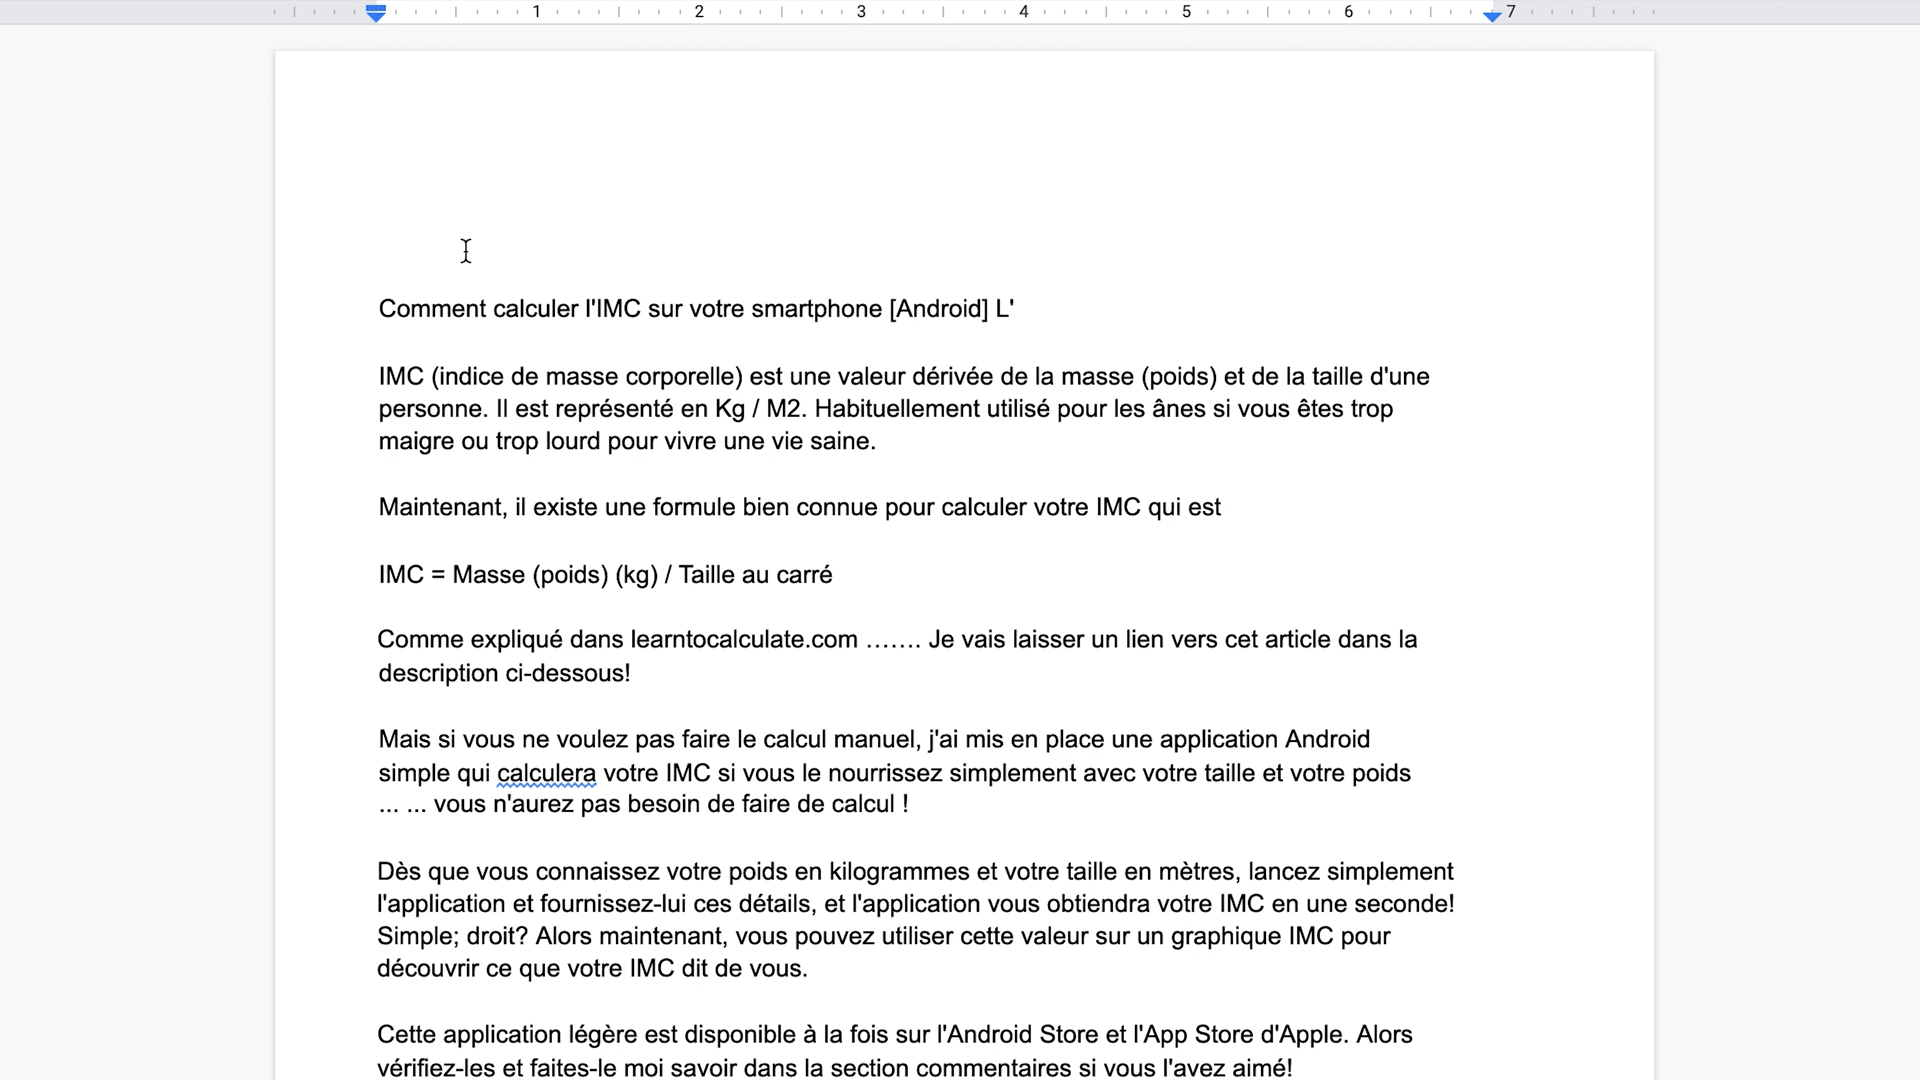 1 2 3 4 5 6 7
Comment calculer l'IMC sur votre smartphone [Android] L'
IMC (indice de masse corporelle) est une valeur dérivée de la masse (poids) et de la taille d'une
personne. Il est représenté en Kg / M2. Habituellement utilisé pour les ânes si vous êtes trop
maigre ou trop lourd pour vivre une vie saine.
Maintenant, il existe une formule bien connue pour calculer votre IMC qui est
IMC = Masse (poids) (kg) / Taille au carré
Comme expliqué dans learntocalculate.com ……. Je vais laisser un lien vers cet article dans la
description ci-dessous!
Mais si vous ne voulez pas faire le calcul manuel, j'ai mis en place une application Android
simple qui calculera votre IMC si vous le nourrissez simplement avec votre taille et votre poids
... ... vous n'aurez pas besoin de faire de calcul !
Dès que vous connaissez votre poids en kilogrammes et votre taille en mètres, lancez simplement
l'application et fournissez-lui ces détails, et l'application vous obtiendra votre IMC en une seconde!
Simple; droit? Alors maintenant, vous pouvez utiliser cette valeur sur un graphique IMC pour
découvrir ce que votre IMC dit de vous.
Cette application légère est disponible à la fois sur l'Android Store et l'App Store d'Apple. Alors
vérifiez-les et faites-le moi savoir dans la section commentaires si vous l'avez aimé!